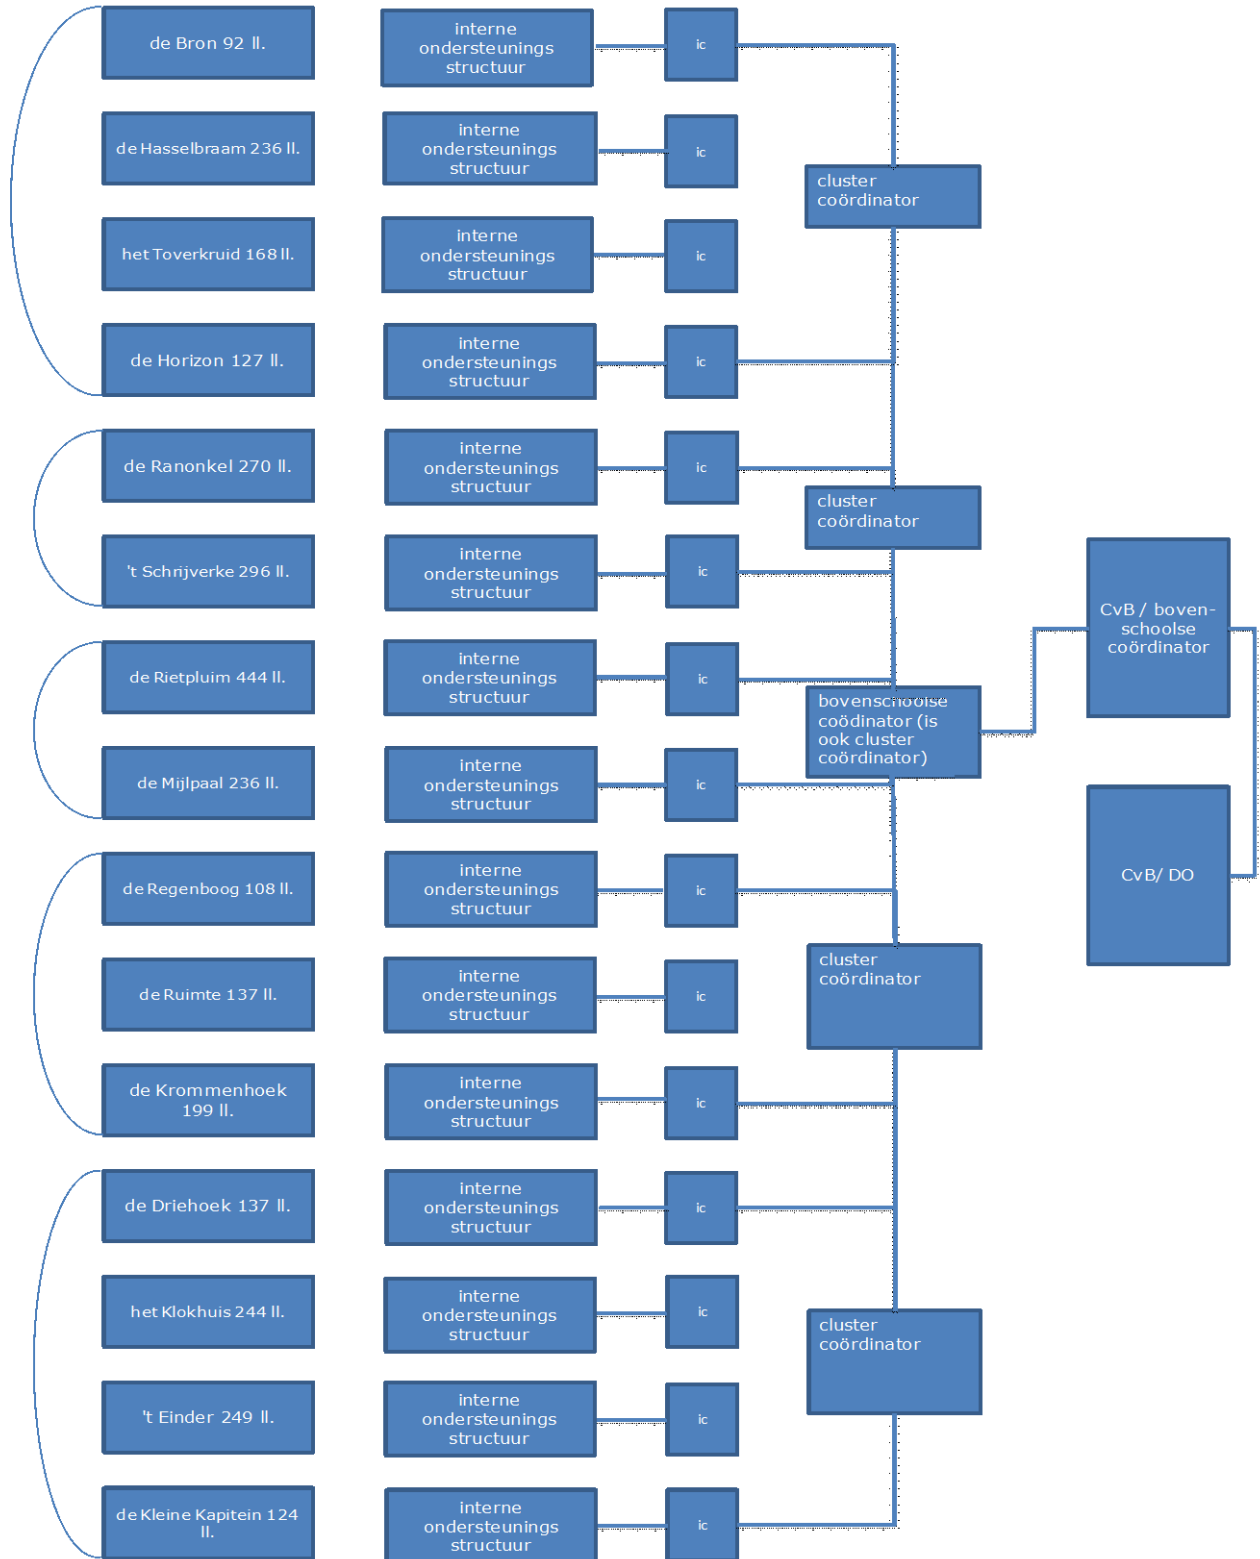 de Bron 92 ll.
interne
ondersteunings
structuur
ic
de Hasselbraam 236 ll.
interne
ondersteunings
structuur
ic
cluster
coördinator
het Toverkruid 168 ll.
interne
ondersteunings
structuur
ic
de Horizon 127 ll.
interne
ondersteunings
structuur
ic
de Ranonkel 270 ll.
interne
ondersteunings
structuur
ic
cluster
coördinator
't Schrijverke 296 ll.
interne
ondersteunings
structuur
ic
CvB / boven-
schoolse
coördinator
de Rietpluim 444 ll.
interne
ondersteunings
structuur
ic
bovenschoolse
coödinator (is
ook cluster
coördinator)
de Mijlpaal 236 ll.
interne
ondersteunings
structuur
ic
de Regenboog 108 ll.
interne
ondersteunings
structuur
ic
CvB/ DO
de Ruimte 137 ll.
interne
ondersteunings
structuur
ic
cluster
coördinator
de Krommenhoek
199 ll.
interne
ondersteunings
structuur
ic
de Driehoek 137 ll.
interne
ondersteunings
structuur
ic
het Klokhuis 244 ll.
interne
ondersteunings
structuur
ic
cluster
coördinator
't Einder 249 ll.
interne
ondersteunings
structuur
ic
de Kleine Kapitein 124
ll.
interne
ondersteunings
structuur
ic